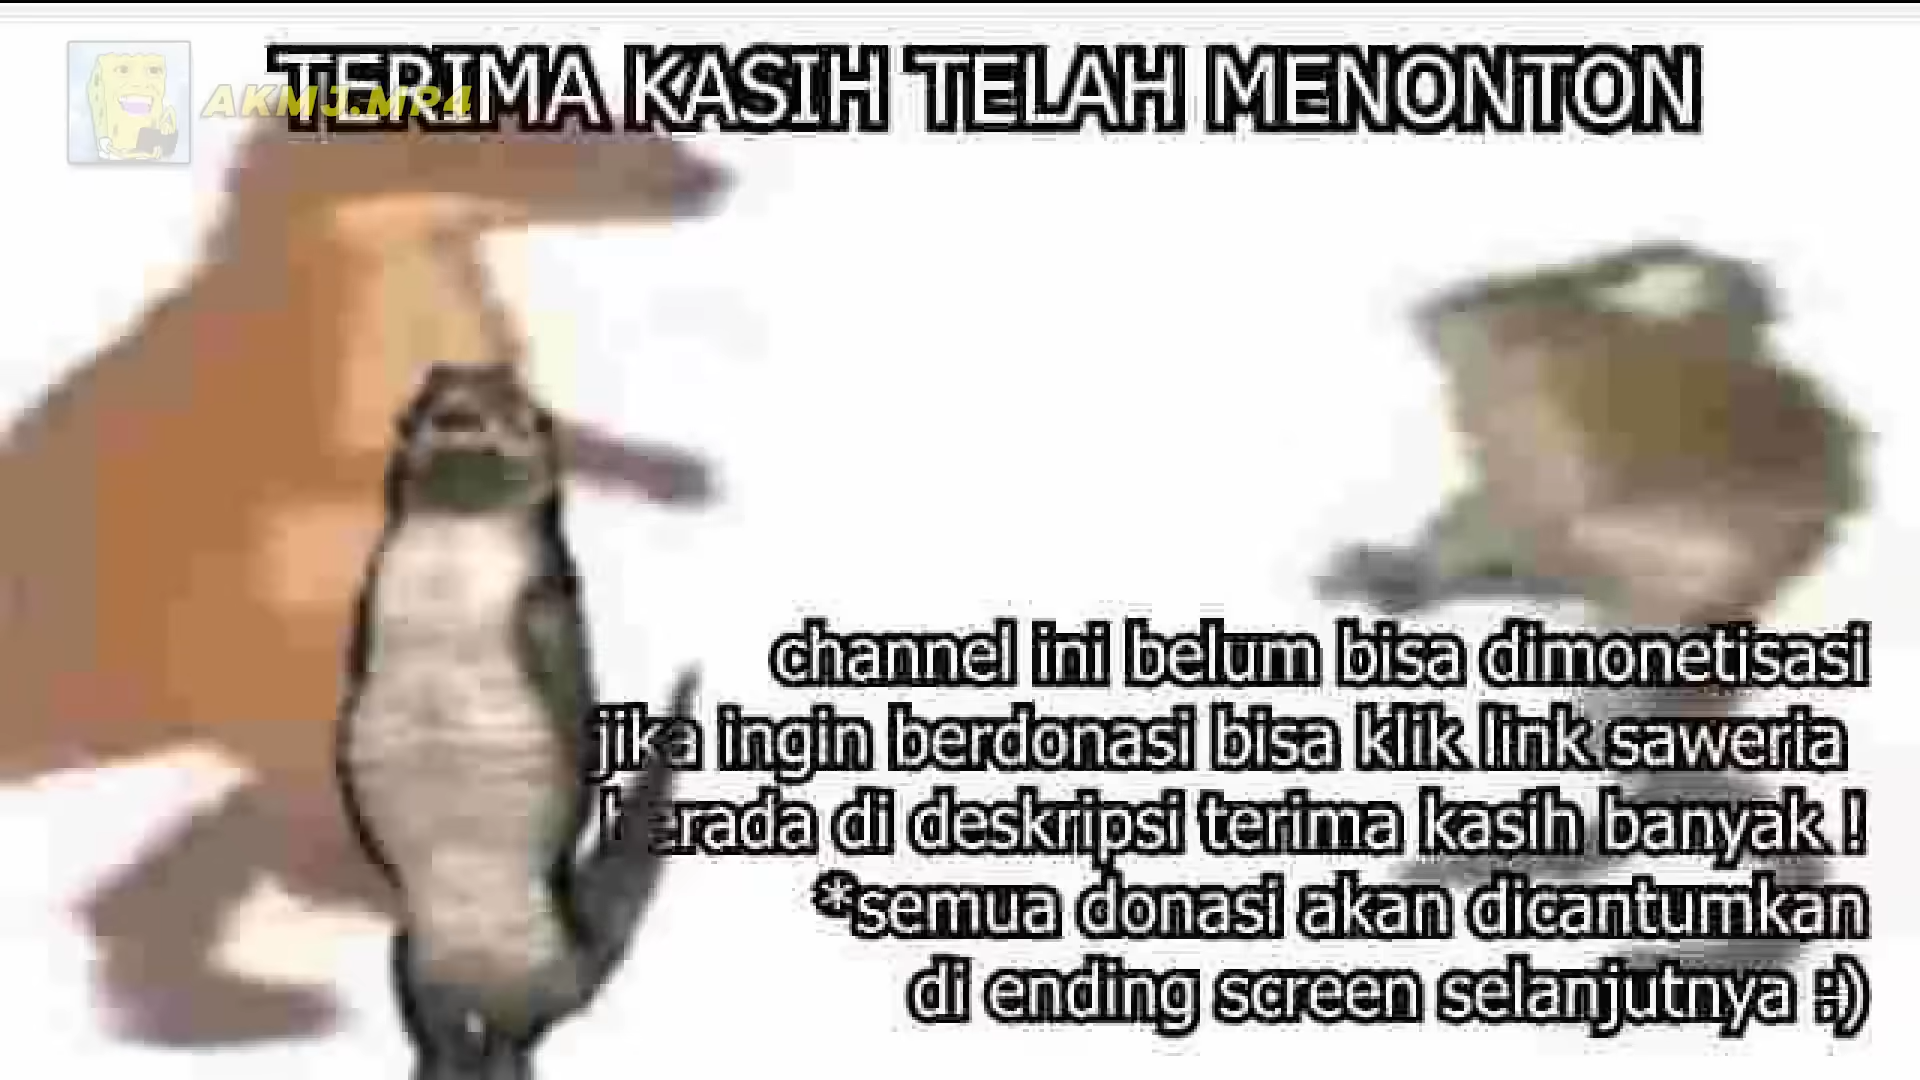 TERIMA KASIH TELAH MENONTON
AKMJ.MP4
channel ini belum bisa dimonetisasi
jika ingin berdonasi bisa klik link saweria
berada di deskripsi terima kasih banyak !
*semua donasi akan dicantumkan
di ending screen selanjutnya :)